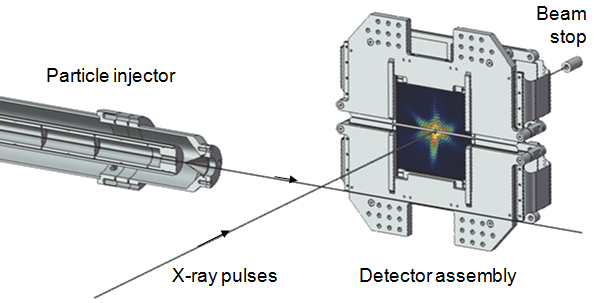 Beam
stop
Particle injector
X-ray pulses
Detector assembly